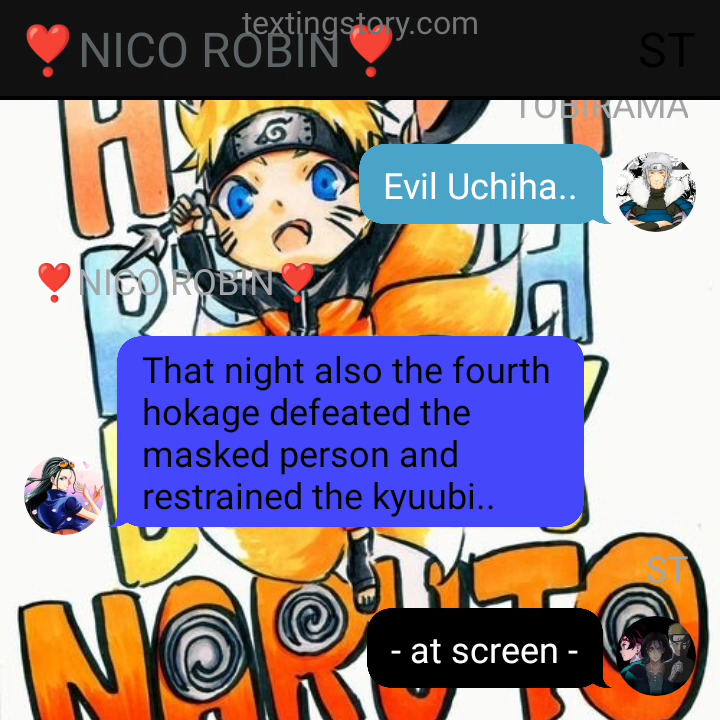 textingstory.com
❣️NICO ROBIN❣️
ST
TOBIRAMA
Evil Uchiha..
❣️NICO ROBIN❣️
That night also the fourth
hokage defeated the
masked person and
restrained the kyuubi..
ST
- at screen -
NARUTO